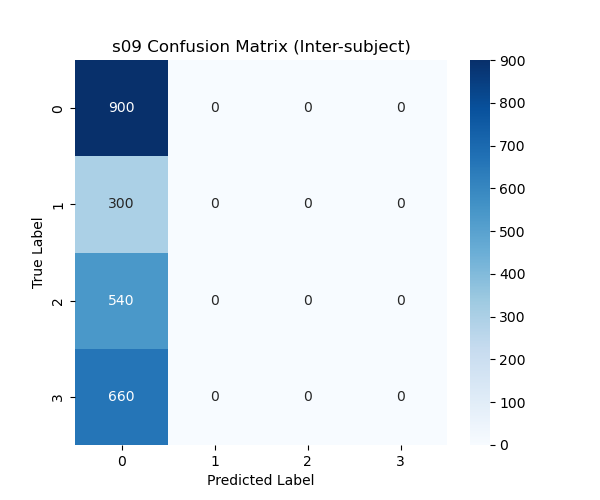 s09 Confusion Matrix (Inter-subject)
True Label
0 900 0 0 0
1 300 0 0 0
2 540 0 0 0
3 660 0 0 0
0 1 2 3
Predicted Label
900
800
700
600
500
400
300
200
100
0